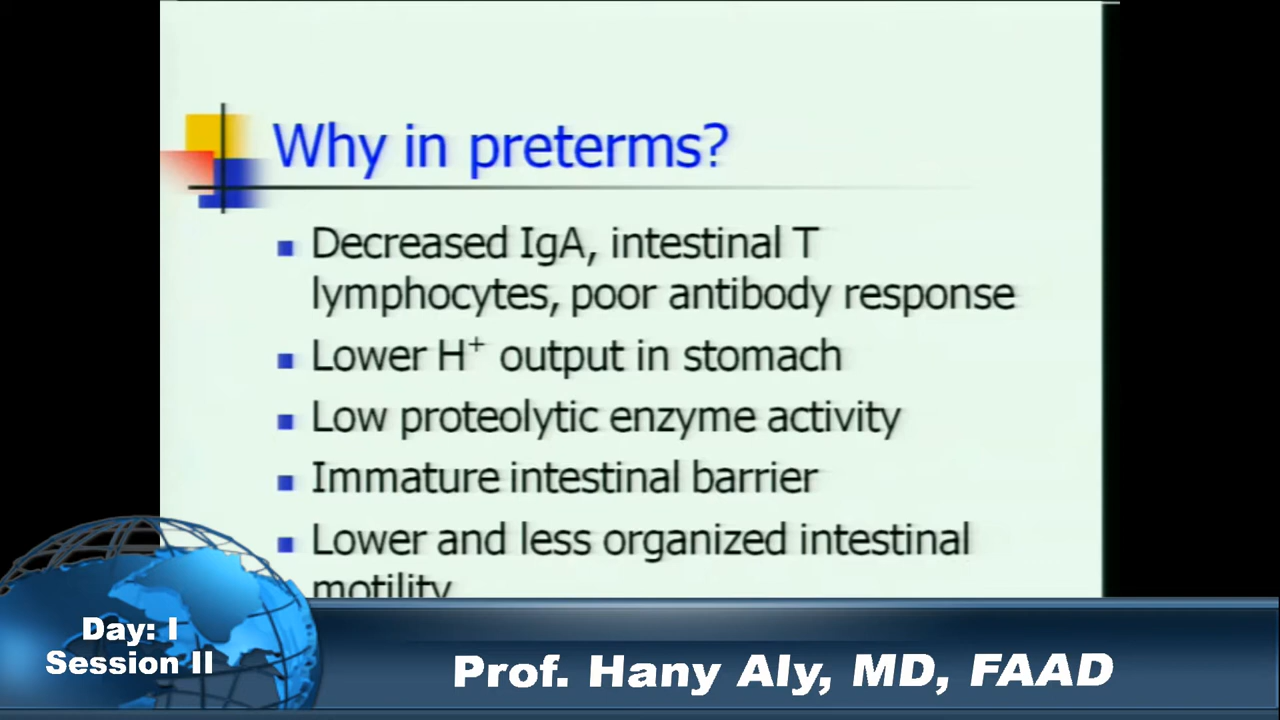 Why in preterms?
Decreased IgA, intestinal T
lymphocytes, poor antibody response
Lower H⁺ output in stomach
Low proteolytic enzyme activity
Immature intestinal barrier
Lower and less organized intestinal
motility
Day: I
Session II
Prof. Hany Aly, MD, FAAD